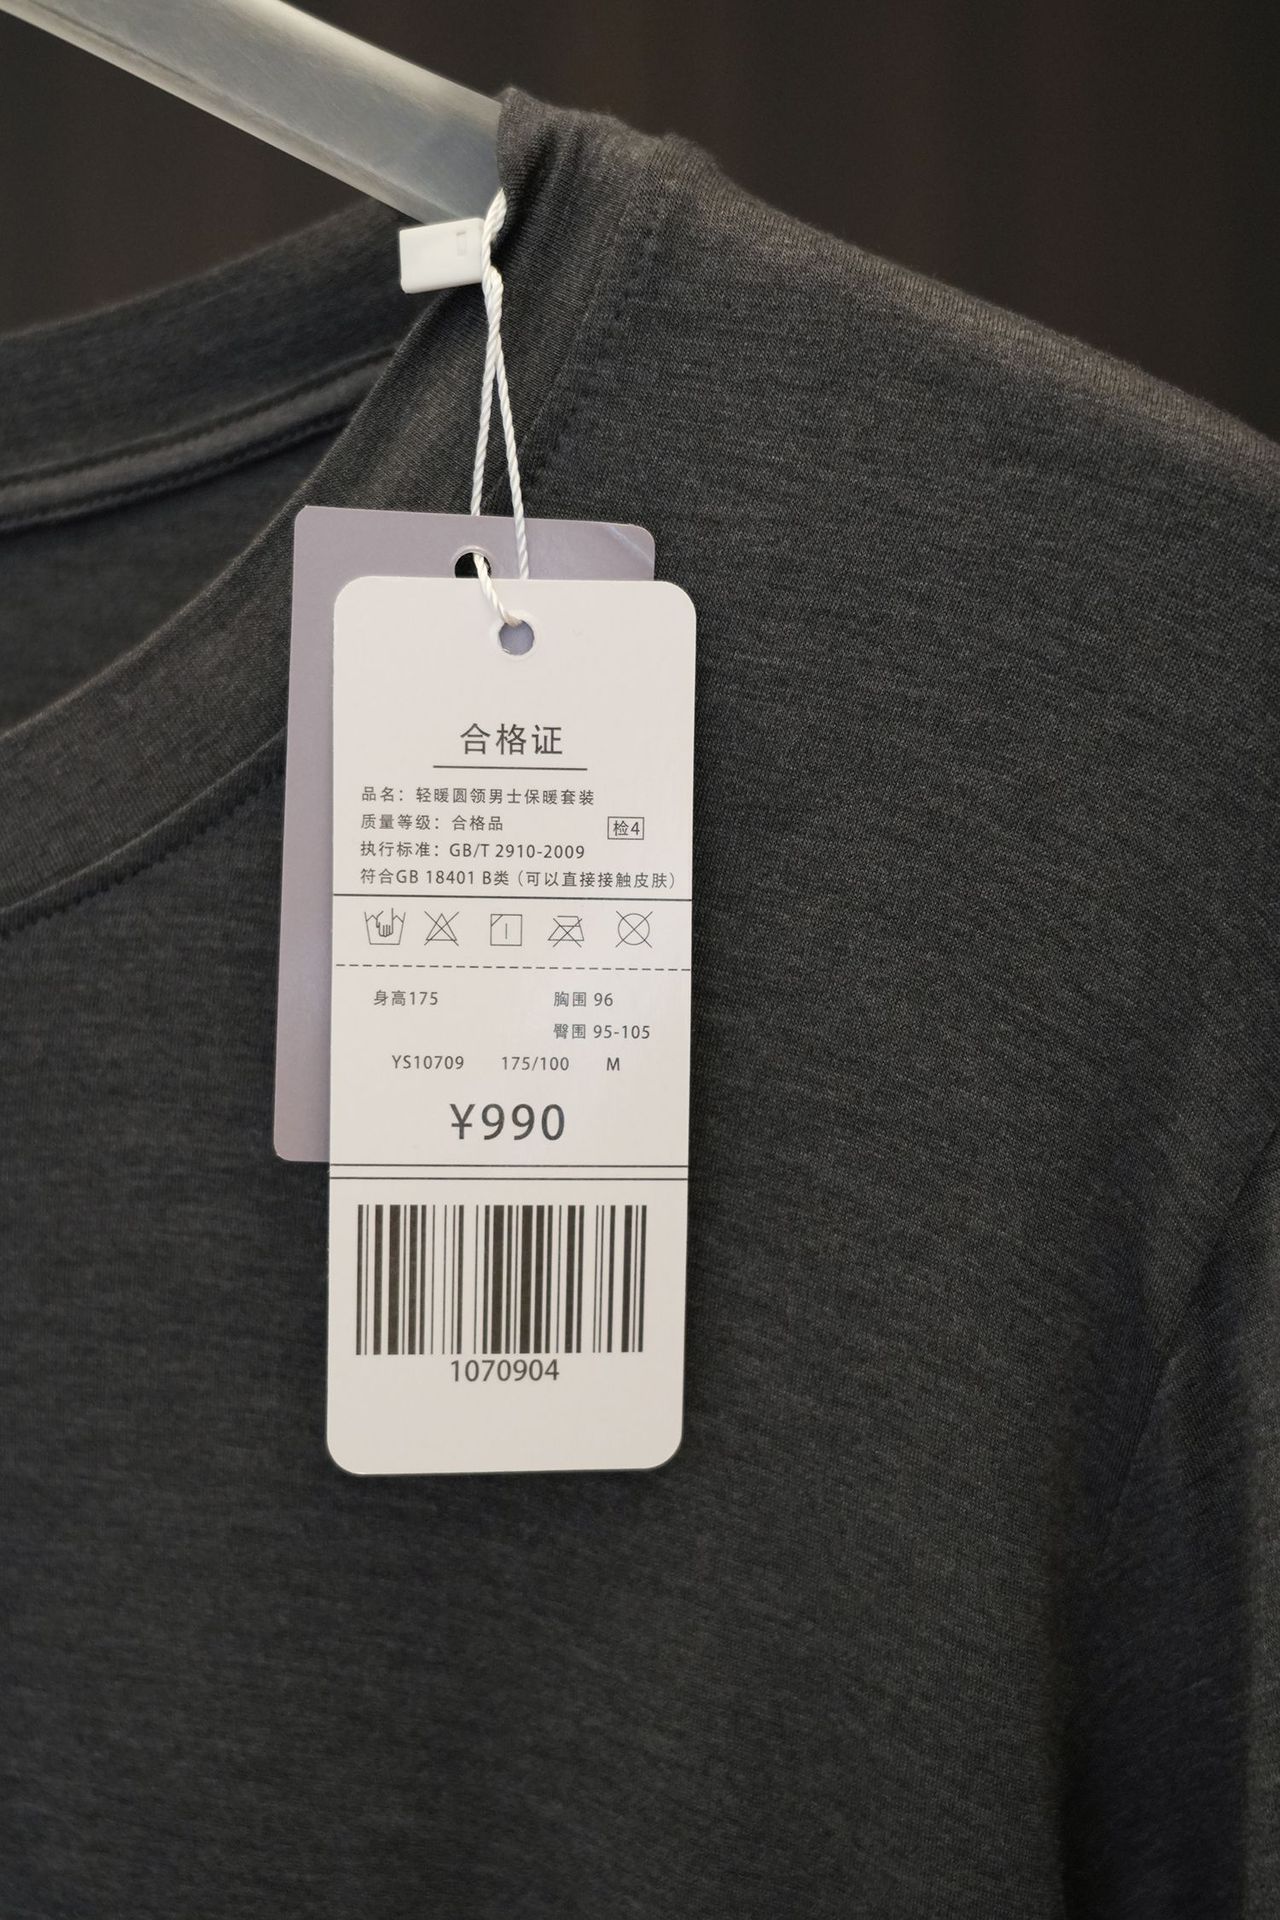 合格证
品名：轻暖圆领男士保暖套装
质量等级：合格品
检4
执行标准：GB/T 2910-2009
符合GB 18401 B类（可以直接接触皮肤）
身高175 胸围 96
臀围 95-105
YS10709 175/100 M
¥990
1070904